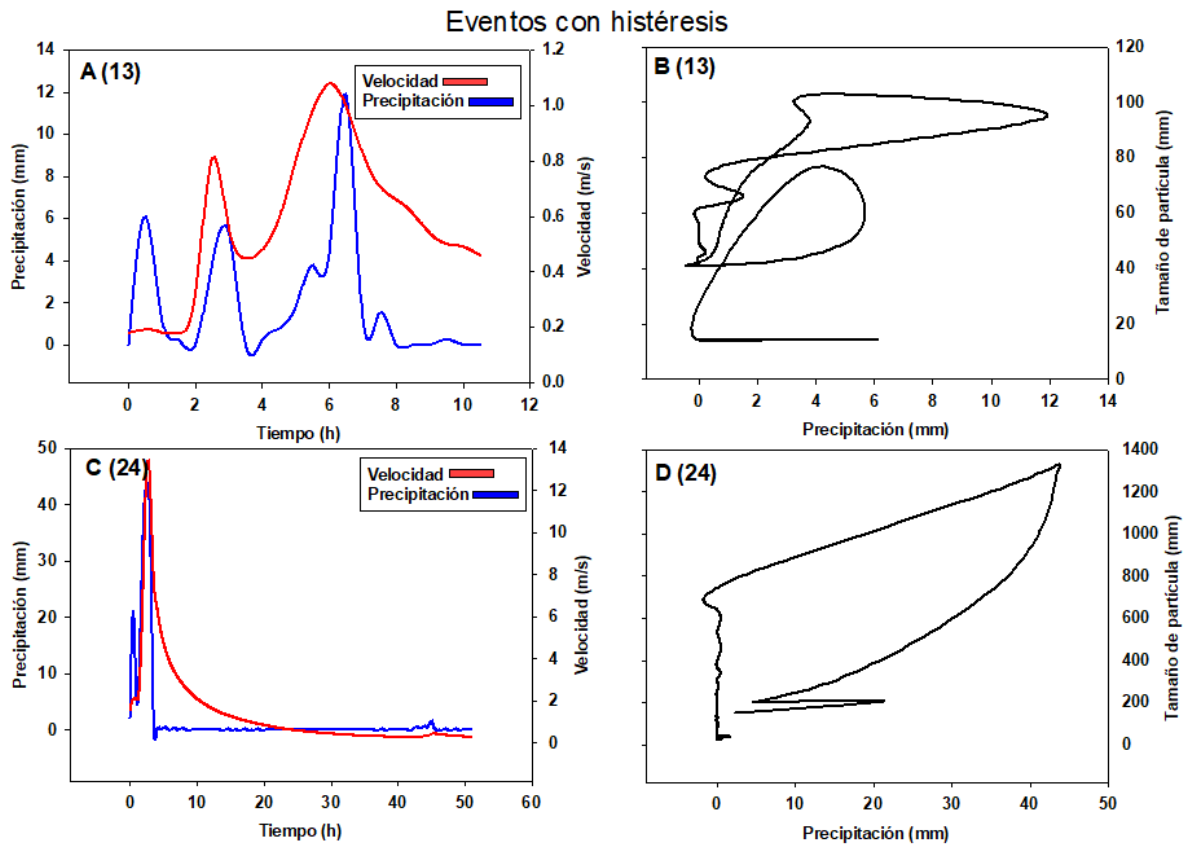 Eventos con histéresis
A (13)
Velocidad
Precipitación
Precipitación (mm)
14
12
10
8
6
4
2
0
1.2
1.0
0.8
0.6
0.4
0.2
0.0
Velocidad (m/s)
0 2 4 6 8 10 12
Tiempo (h)
B (13)
120
100
80
60
40
20
0
Tamaño de partícula (mm)
0 2 4 6 8 10 12 14
Precipitación (mm)
C (24)
Velocidad
Precipitación
Precipitación (mm)
50
40
30
20
10
0
14
12
10
8
6
4
2
0
Velocidad (m/s)
0 10 20 30 40 50 60
Tiempo (h)
D (24)
1400
1200
1000
800
600
400
200
0
Tamaño de partícula (mm)
0 10 20 30 40 50
Precipitación (mm)